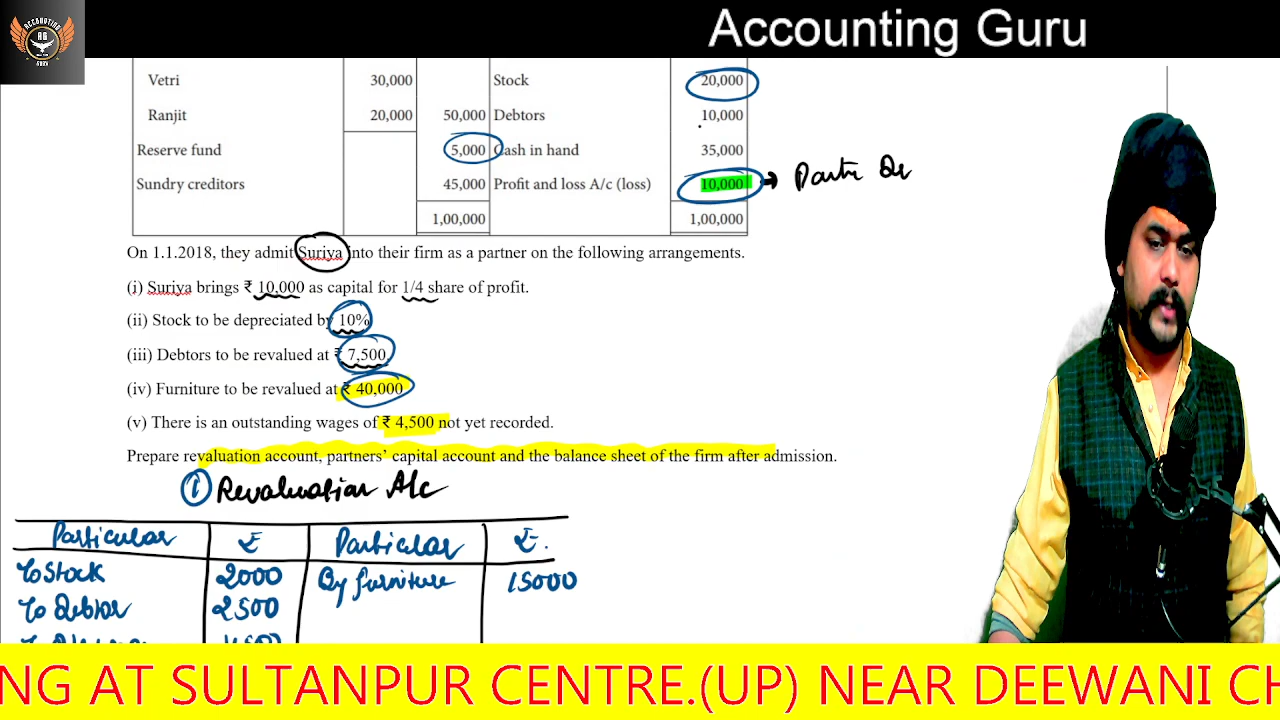 Accounting Guru
ACCOUNTING
AG
GURU
Vetri 30,000 Stock 20,000
Ranjit 20,000 50,000 Debtors 10,000
Reserve fund 5,000 Cash in hand 35,000
Sundry creditors 45,000 Profit and loss A/c (loss) 10,000 → Partn Dr
1,00,000 1,00,000
On 1.1.2018, they admit Suriya into their firm as a partner on the following arrangements.
(i) Suriya brings ₹ 10,000 as capital for 1/4 share of profit.
(ii) Stock to be depreciated by 10%
(iii) Debtors to be revalued at ₹ 7,500
(iv) Furniture to be revalued at ₹ 40,000
(v) There is an outstanding wages of ₹ 4,500 not yet recorded.
Prepare revaluation account, partners’ capital account and the balance sheet of the firm after admission.
① Revaluation A/c
Particular ₹ Particular ₹.
To Stock 2000 By furniture 15000
To Debtor 2500
NG AT SULTANPUR CENTRE.(UP) NEAR DEEWANI CH